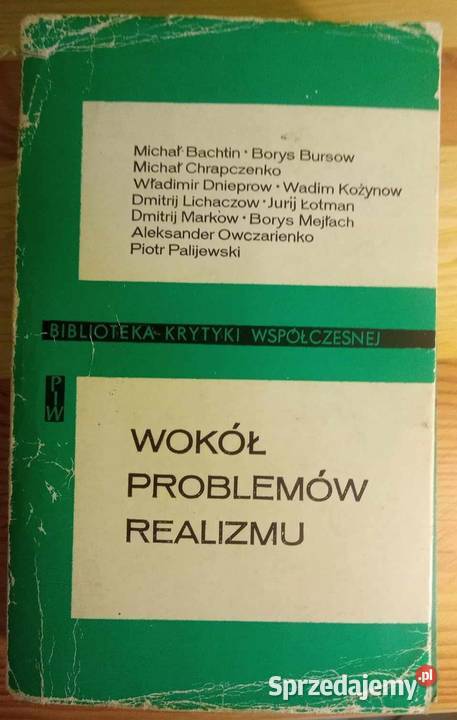 Michał Bachtin · Borys Bursow
Michał Chrapczenko
Władimir Dnieprow · Wadim Kożynow
Dmitrij Lichaczow · Jurij Łotman
Dmitrij Markow · Borys Mejłach
Aleksander Owczarienko
Piotr Palijewski
BIBLIOTEKA KRYTYKI WSPÓŁCZESNEJ
PIW
WOKÓŁ
PROBLEMÓW
REALIZMU
Sprzedajemy.pl